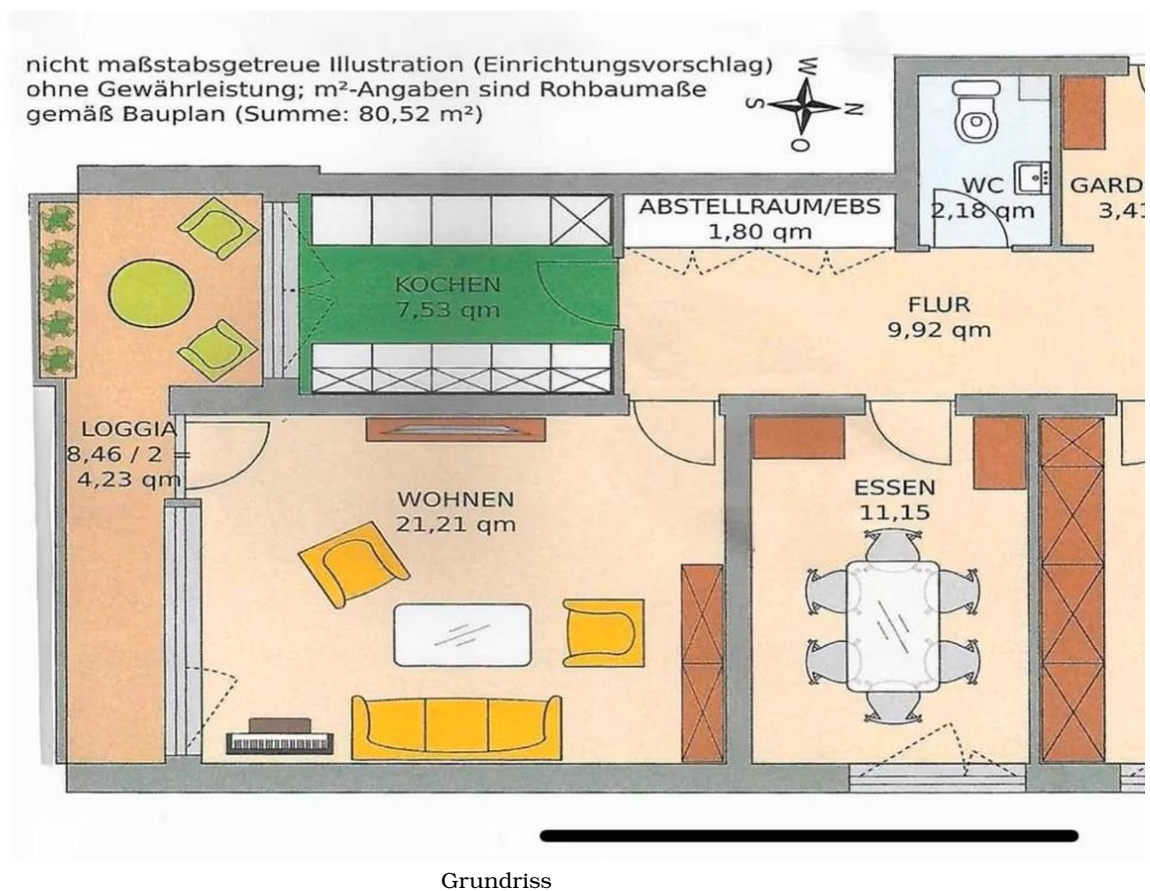 nicht maßstabsgetreue Illustration (Einrichtungsvorschlag)
ohne Gewährleistung; m²-Angaben sind Rohbaumaße
gemäß Bauplan (Summe: 80,52 m²)
W
S
N
O
WC
2,18 qm
GARD
3,41
ABSTELLRAUM/EBS
1,80 qm
KOCHEN
7,53 qm
FLUR
9,92 qm
LOGGIA
8,46 / 2 =
4,23 qm
WOHNEN
21,21 qm
ESSEN
11,15
Grundriss